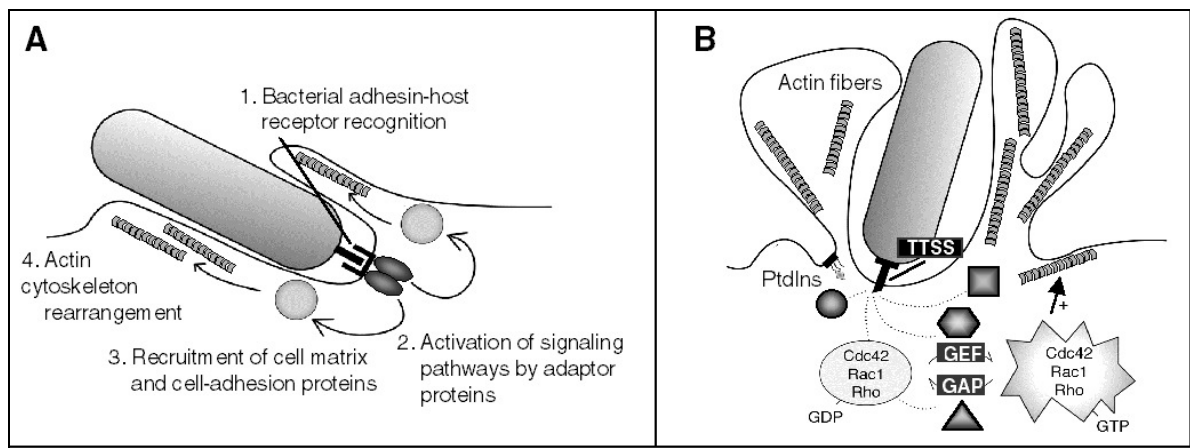 A
1. Bacterial adhesin-host
receptor recognition
4. Actin
cytoskeleton
rearrangement
3. Recruitment of cell matrix
and cell-adhesion proteins
2. Activation of signaling
pathways by adaptor
proteins
B
Actin fibers
TTSS
PtdIns
+
Cdc42
Rac1
Rho
GDP
GEF
GAP
Cdc42
Rac1
Rho
GTP